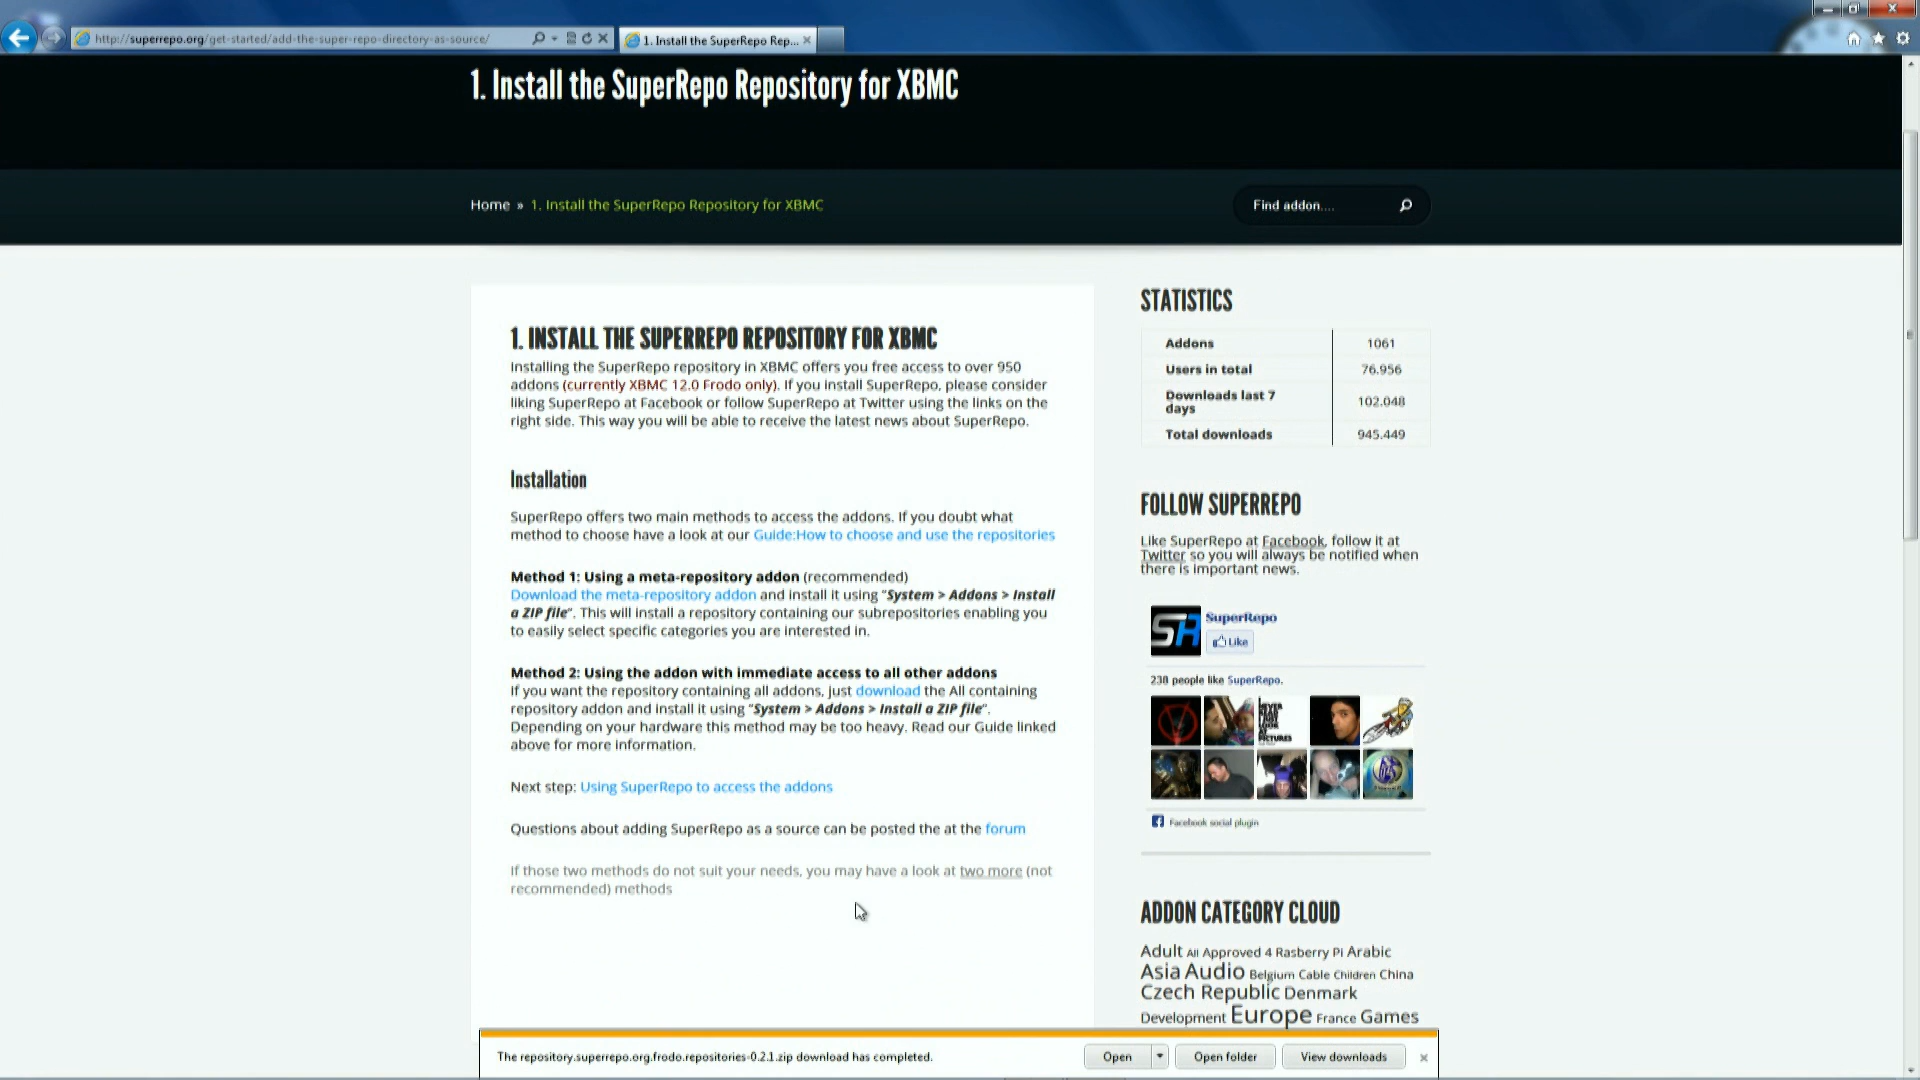 http://superrepo.org/get-started/add-the-super-repo-directory-as-source/
1. Install the SuperRepo Rep...
1. Install the SuperRepo Repository for XBMC
Home » 1. Install the SuperRepo Repository for XBMC
Find addon....
1. INSTALL THE SUPERREPO REPOSITORY FOR XBMC
Installing the SuperRepo repository in XBMC offers you free access to over 950
addons (currently XBMC 12.0 Frodo only). If you install SuperRepo, please consider
liking SuperRepo at Facebook or follow SuperRepo at Twitter using the links on the
right side. This way you will be able to receive the latest news about SuperRepo.
Installation
SuperRepo offers two main methods to access the addons. If you doubt what
method to choose have a look at our Guide:How to choose and use the repositories
Method 1: Using a meta-repository addon (recommended)
Download the meta-repository addon and install it using "System > Addons > Install
a ZIP file". This will install a repository containing our subrepositories enabling you
to easily select specific categories you are interested in.
Method 2: Using the addon with immediate access to all other addons
If you want the repository containing all addons, just download the All containing
repository addon and install it using "System > Addons > Install a ZIP file".
Depending on your hardware this method may be too heavy. Read our Guide linked
above for more information.
Next step: Using SuperRepo to access the addons
Questions about adding SuperRepo as a source can be posted the at the forum
If those two methods do not suit your needs, you may have a look at two more (not
recommended) methods
STATISTICS
Addons 1061
Users in total 76.956
Downloads last 7
days 102.048
Total downloads 945.449
FOLLOW SUPERREPO
Like SuperRepo at Facebook, follow it at
Twitter so you will always be notified when
there is important news.
SR
SuperRepo
Like
238 people like SuperRepo.
NEVER
READ
I JUST
LOOK
AT
PICTURES
Facebook social plugin
ADDON CATEGORY CLOUD
Adult All Approved 4 Rasberry Pi Arabic
Asia Audio Belgium Cable Children China
Czech Republic Denmark
Development Europe France Games
The repository.superrepo.org.frodo.repositories-0.2.1.zip download has completed.
Open
Open folder
View downloads